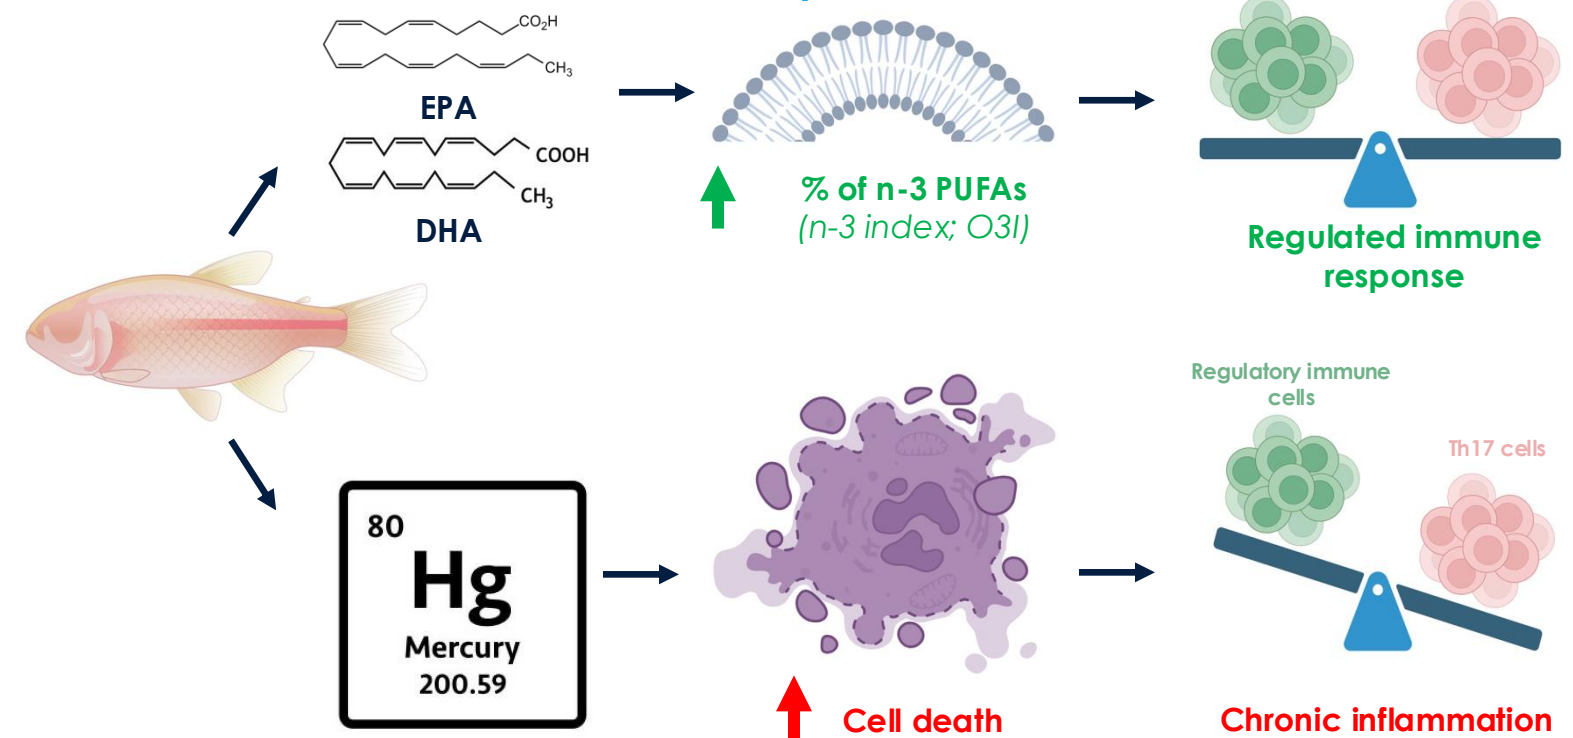 CO₂H
CH₃
EPA
COOH
CH₃
DHA
% of n-3 PUFAs
(n-3 index; O3I)
Regulated immune
response
80
Hg
Mercury
200.59
Cell death
Regulatory immune
cells
Th17 cells
Chronic inflammation